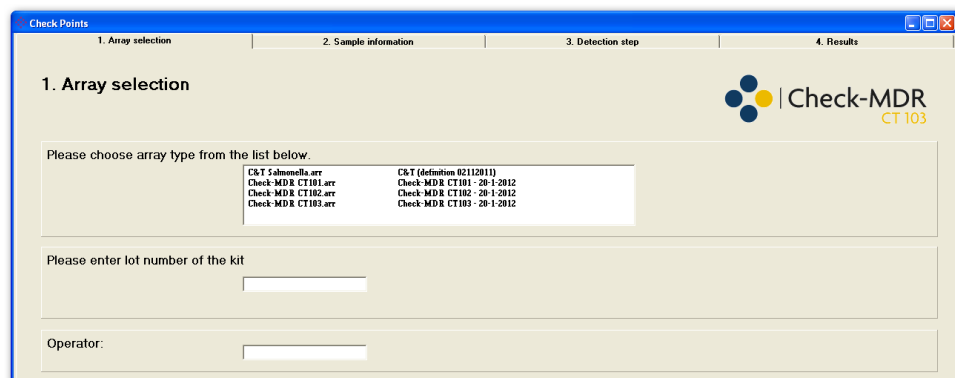 Check Points
1. Array selection 2. Sample information 3. Detection step 4. Results
1. Array selection
Check-MDR
CT 103
Please choose array type from the list below.
C&T Salmonella.arr C&T (definition 02112011)
Check-MDR CT101.arr Check-MDR CT101 - 20-1-2012
Check-MDR CT102.arr Check-MDR CT102 - 20-1-2012
Check-MDR CT103.arr Check-MDR CT103 - 20-1-2012
Please enter lot number of the kit
Operator: